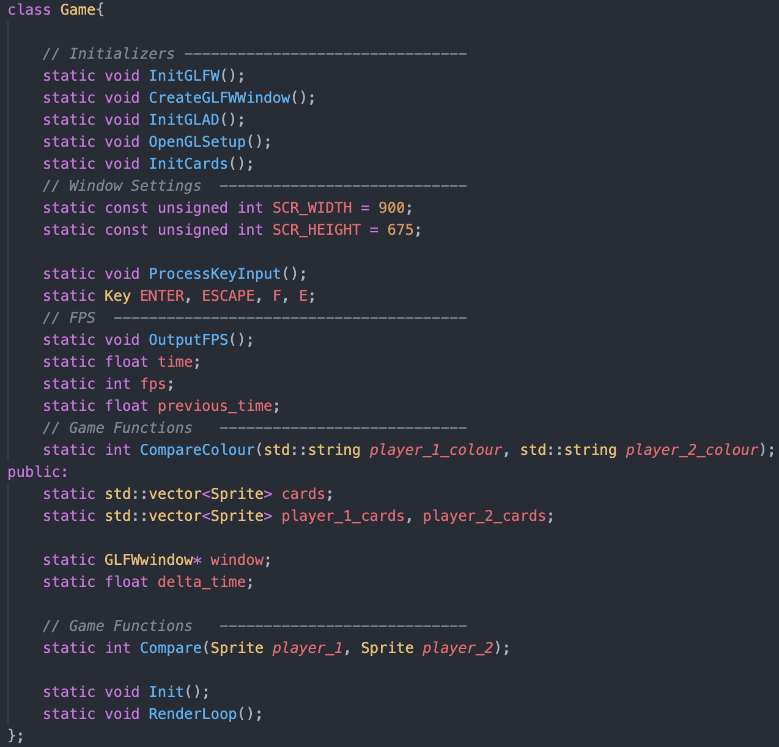 class Game{
// Initializers --------------------------------
static void InitGLFW();
static void CreateGLFWWindow();
static void InitGLAD();
static void OpenGLSetup();
static void InitCards();
// Window Settings  ----------------------------
static const unsigned int SCR_WIDTH = 900;
static const unsigned int SCR_HEIGHT = 675;
static void ProcessKeyInput();
static Key ENTER, ESCAPE, F, E;
// FPS  ----------------------------------------
static void OutputFPS();
static float time;
static int fps;
static float previous_time;
// Game Functions   ----------------------------
static int CompareColour(std::string player_1_colour, std::string player_2_colour);
public:
static std::vector<Sprite> cards;
static std::vector<Sprite> player_1_cards, player_2_cards;
static GLFWwindow* window;
static float delta_time;
// Game Functions   ----------------------------
static int Compare(Sprite player_1, Sprite player_2);
static void Init();
static void RenderLoop();
};